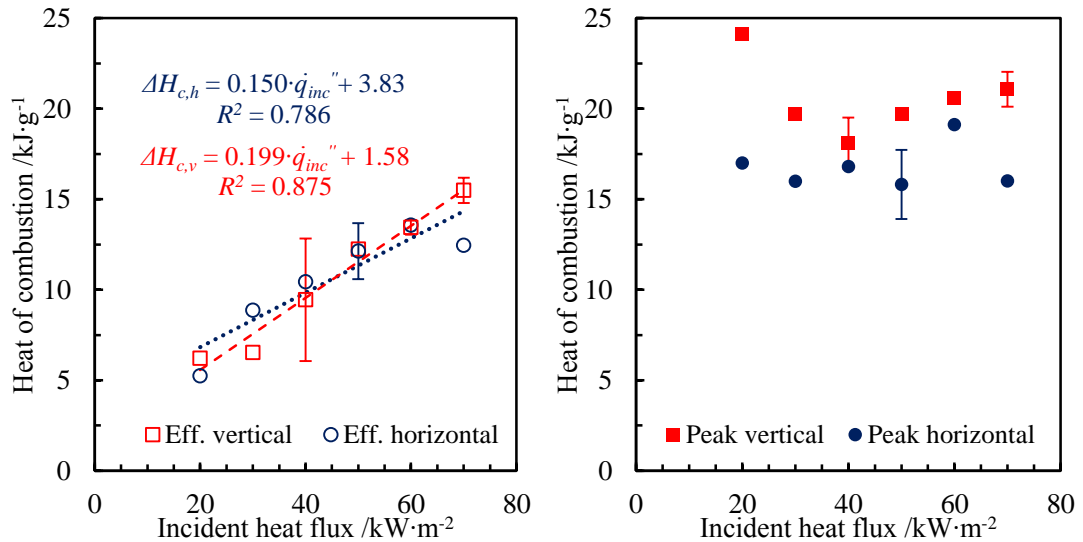 25
20
15
10
5
0
Heat of combustion /kJ·g⁻¹
ΔH_{c,h} = 0.150·q̇_{inc}'' + 3.83
R² = 0.786
ΔH_{c,v} = 0.199·q̇_{inc}'' + 1.58
R² = 0.875
Eff. vertical Eff. horizontal
0 20 40 60 80
Incident heat flux /kW·m⁻²
25
20
15
10
5
0
Heat of combustion /kJ·g⁻¹
Peak vertical Peak horizontal
0 20 40 60 80
Incident heat flux /kW·m⁻²